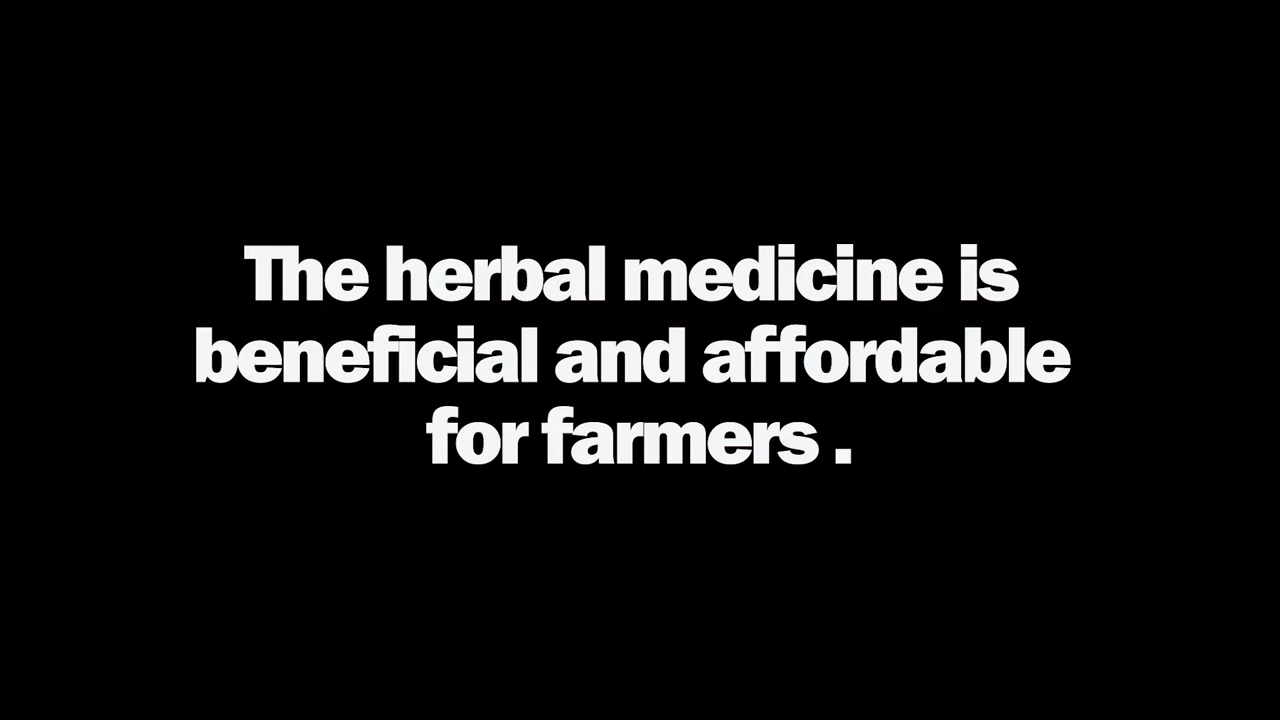 The herbal medicine is
beneficial and affordable
for farmers .